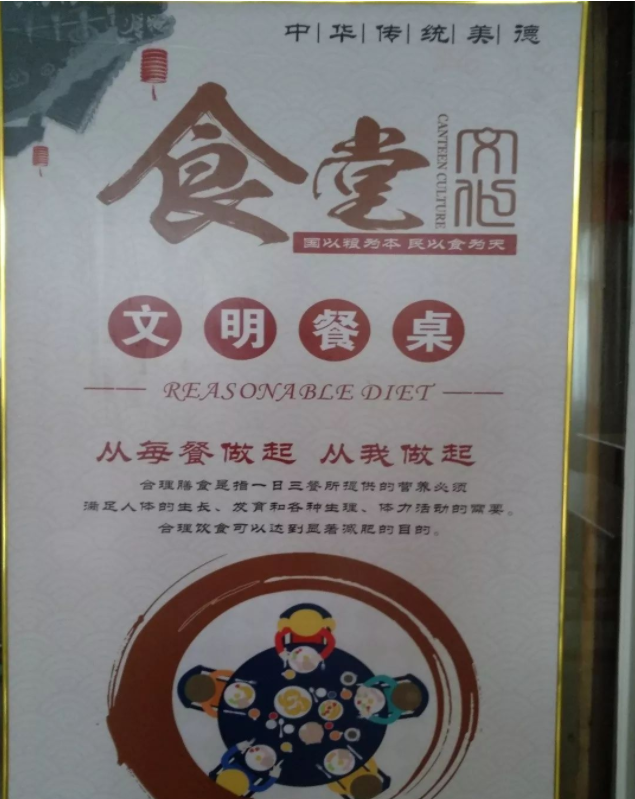 中|华|传|统|美|德
食堂
CANTEEN CULTURE
文化
国以粮为本 民以食为天
文明餐桌
REASONABLE DIET
从每餐做起 从我做起
合理膳食是指一日三餐所提供的营养必须
满足人体的生长、发育和各种生理、体力活动的需要。
合理饮食可以达到显著减肥的目的。